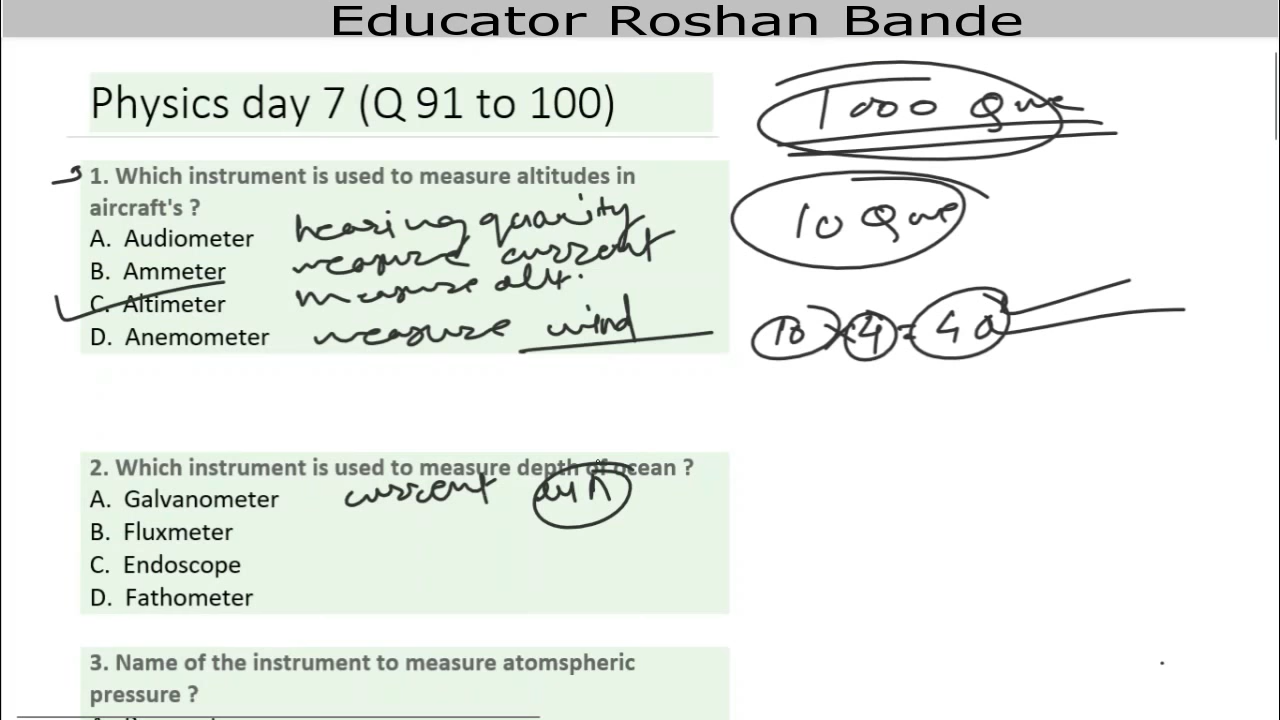 Educator Roshan Bande
Physics day 7 (Q 91 to 100)
1000 Que
1. Which instrument is used to measure altitudes in
aircraft's ?
10 Que
A. Audiometer hearing quanity
B. Ammeter measure current
C. Altimeter measure alt.
D. Anemometer measure wind
10 x 4 = 40
2. Which instrument is used to measure depth of ocean ?
A. Galvanometer current
B. Fluxmeter
C. Endoscope
D. Fathometer
3. Name of the instrument to measure atomspheric
pressure ?